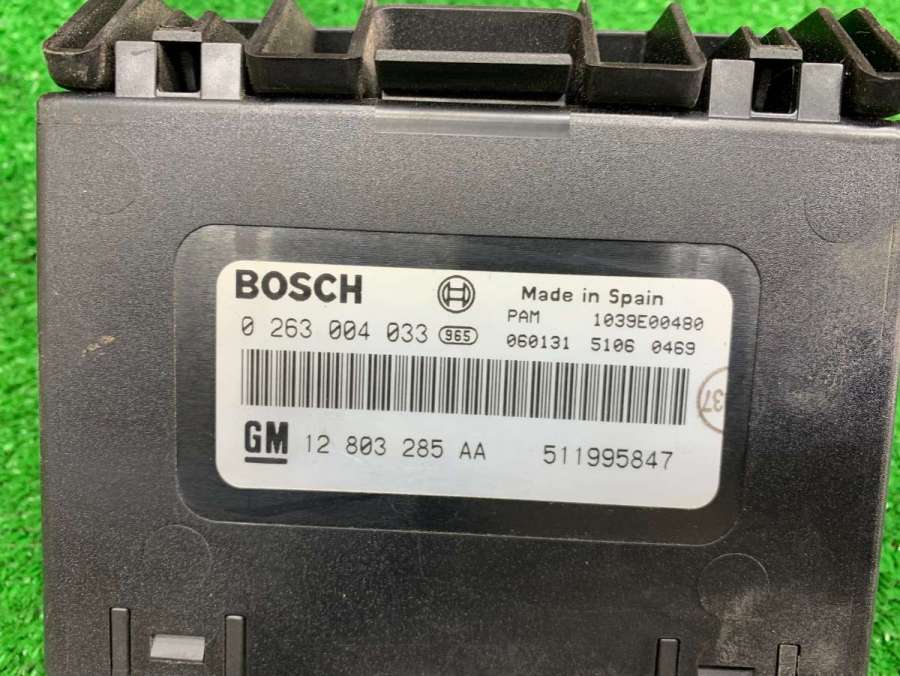 BOSCH Made in Spain
PAM 1039E00480
0 263 004 033 965 060131 5106 0469
37
GM 12 803 285 AA 511995847